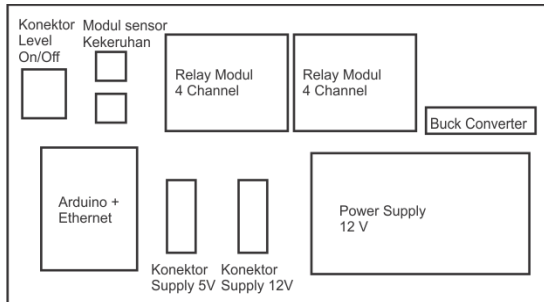 Konektor
Level
On/Off
Modul sensor
Kekeruhan
Relay Modul
4 Channel
Relay Modul
4 Channel
Buck Converter
Arduino +
Ethernet
Konektor
Supply 5V
Konektor
Supply 12V
Power Supply
12 V